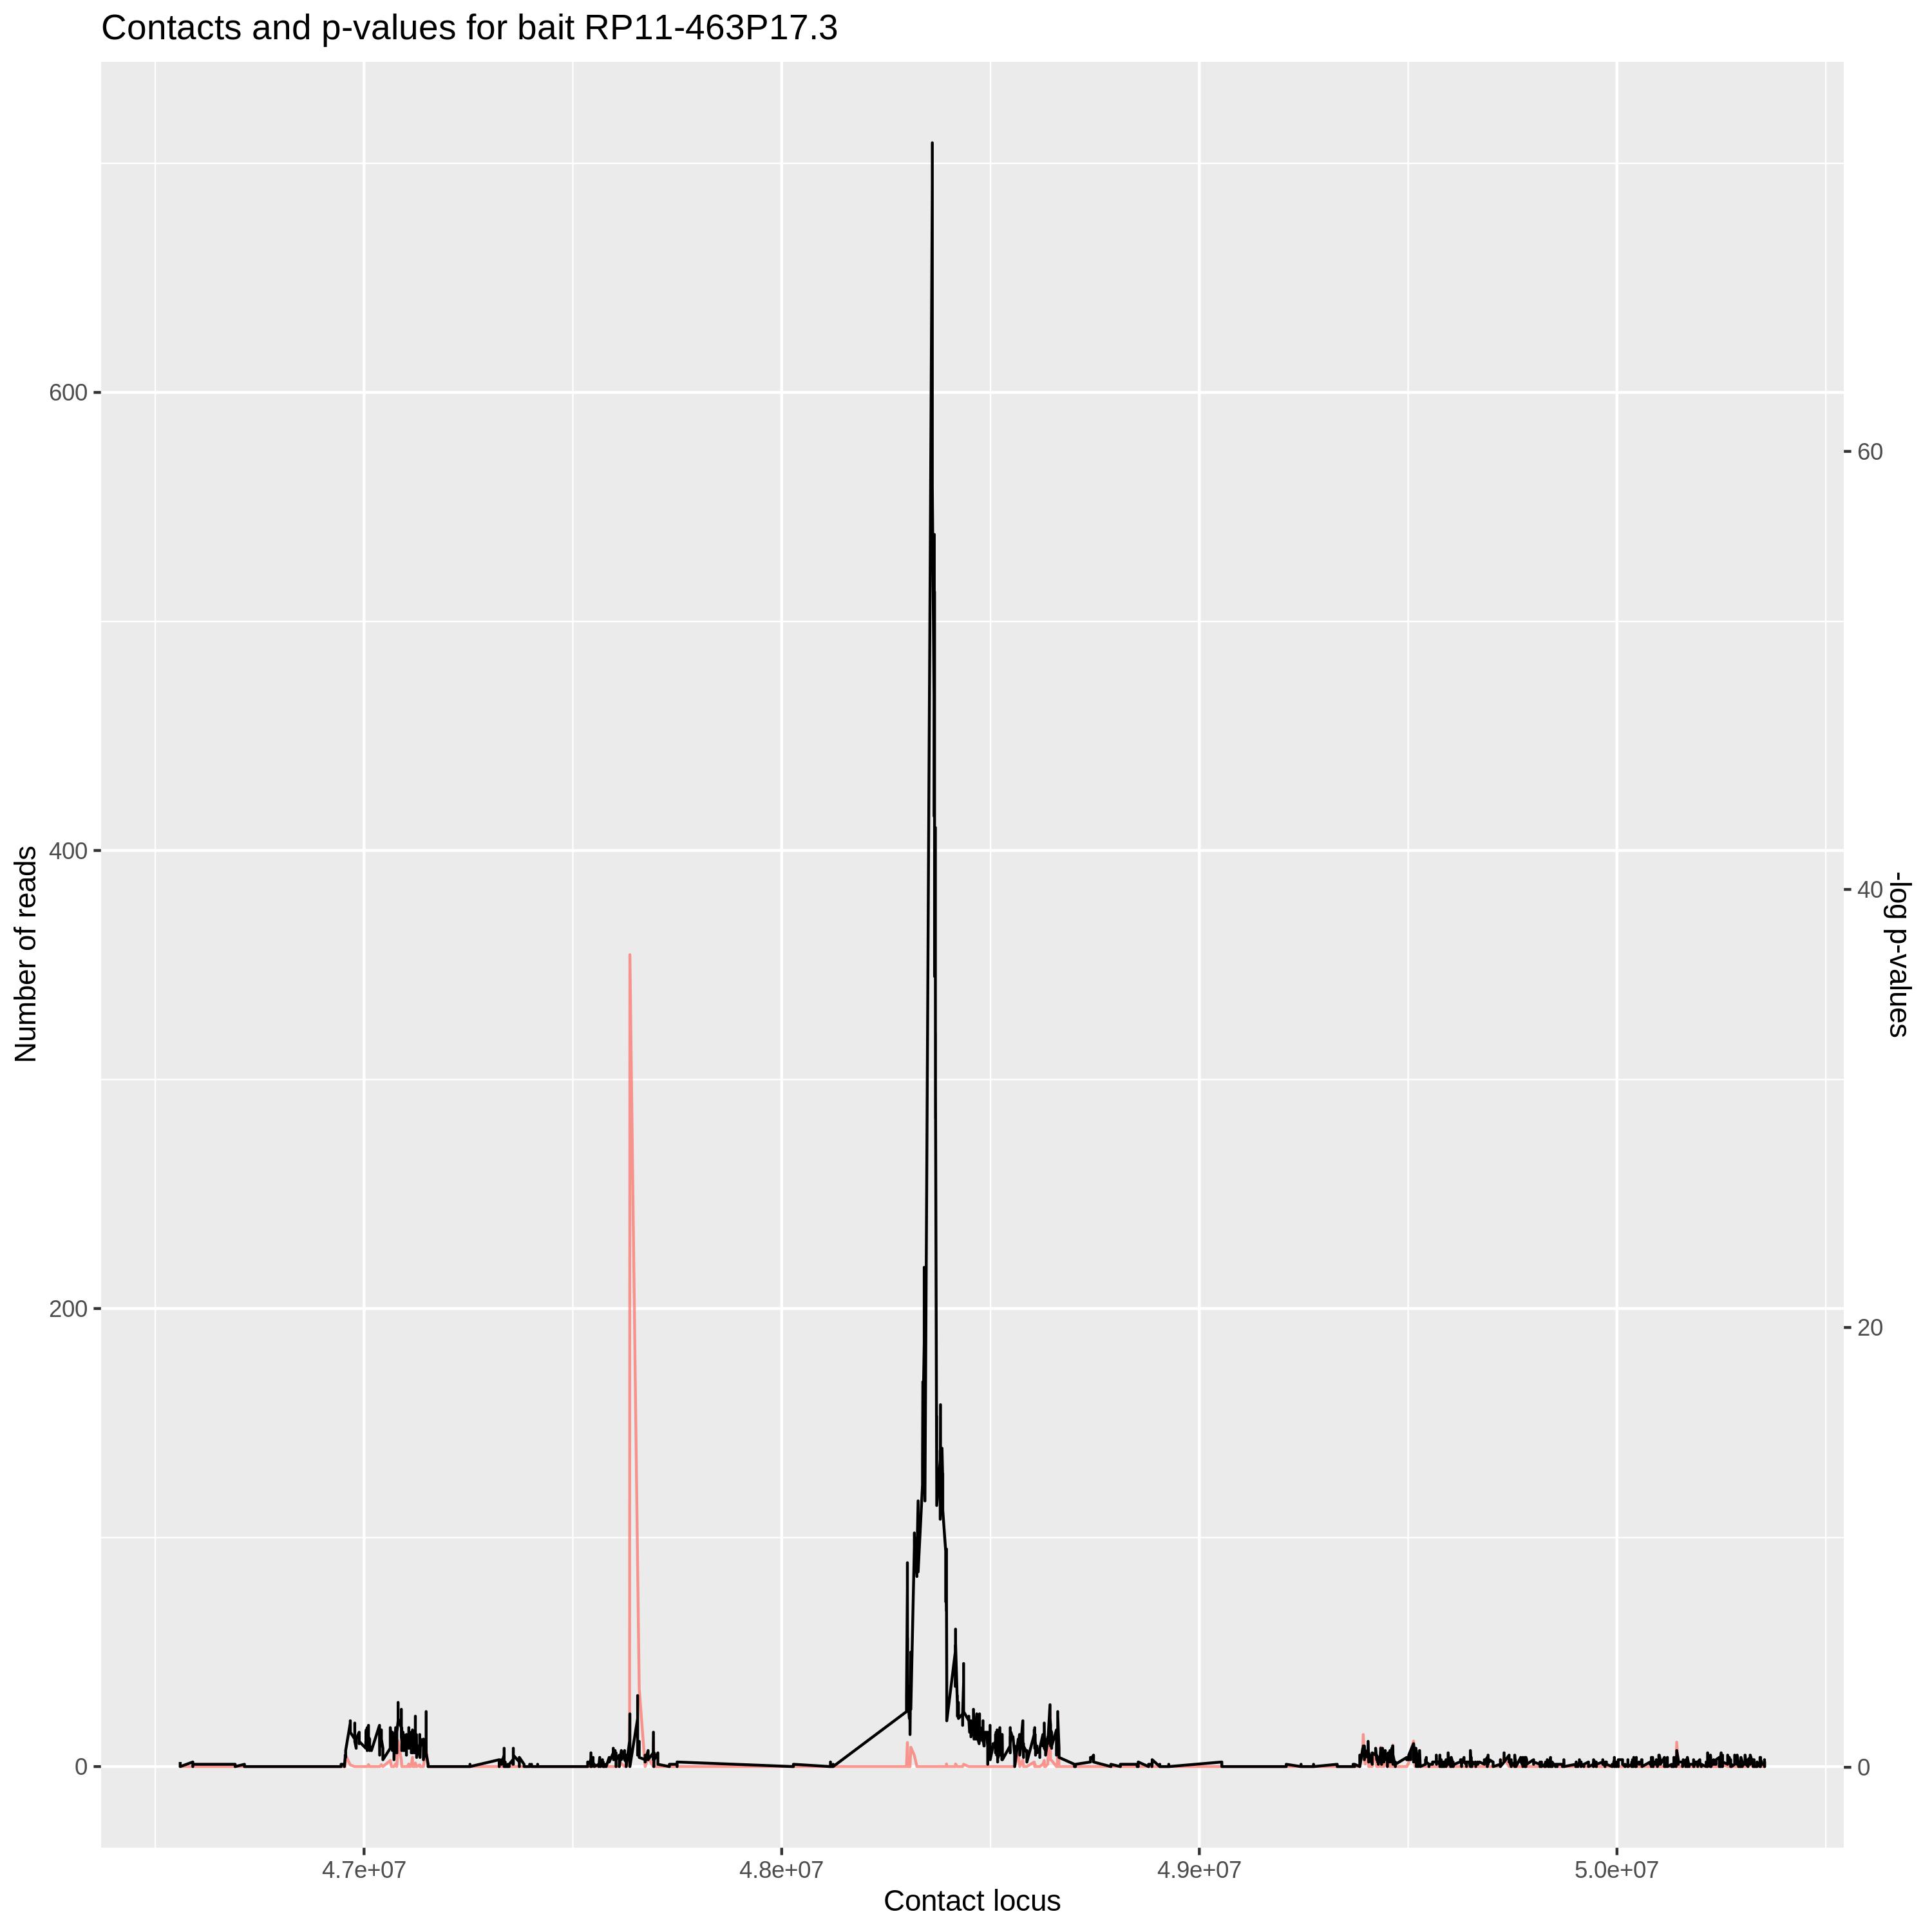 Contacts and p-values for bait RP11-463P17.3
Number of reads
600
400
200
0
60
40
20
0
-log p-values
4.7e+07
4.8e+07
4.9e+07
5.0e+07
Contact locus